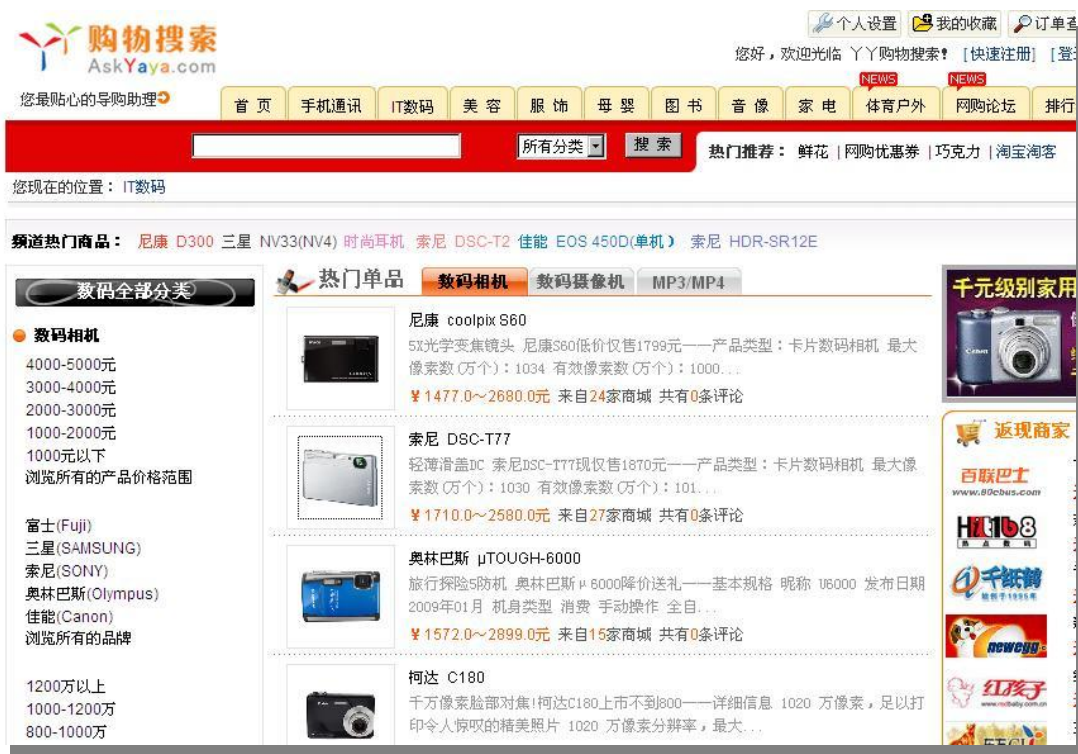 个人设置 我的收藏 订单查
购物搜索
AskYaya.com
您好，欢迎光临 丫丫购物搜索! [快速注册] [登
您最贴心的导购助理
NEWS NEWS
首 页 手机通讯 IT数码 美 容 服 饰 母 婴 图 书 音 像 家 电 体育户外 网购论坛 排行
所有分类 搜 索 热门推荐： 鲜花 | 网购优惠券 | 巧克力 | 淘宝淘客
您现在的位置： IT数码
频道热门商品： 尼康 D300 三星 NV33(NV4) 时尚耳机 索尼 DSC-T2 佳能 EOS 450D(单机) 索尼 HDR-SR12E
数码全部分类
数码相机
4000-5000元
3000-4000元
2000-3000元
1000-2000元
1000元以下
浏览所有的产品价格范围
富士(Fuji)
三星(SAMSUNG)
索尼(SONY)
奥林巴斯(Olympus)
佳能(Canon)
浏览所有的品牌
1200万以上
1000-1200万
800-1000万
热门单品 数码相机 数码摄像机 MP3/MP4
尼康 coolpix S60
5X光学变焦镜头 尼康S60低价仅售1799元——产品类型：卡片数码相机 最大
像素数(万个)：1034 有效像素数(万个)：1000...
¥1477.0～2680.0元 来自24家商城 共有0条评论
索尼 DSC-T77
轻薄滑盖DC 索尼DSC-T77现仅售1870元——产品类型：卡片数码相机 最大像
素数(万个)：1030 有效像素数(万个)：101...
¥1710.0～2580.0元 来自27家商城 共有0条评论
奥林巴斯 μTOUGH-6000
旅行探险5防机 奥林巴斯μ6000降价送礼——基本规格 昵称 U6000 发布日期
2009年01月 机身类型 消费 手动操作 全自...
¥1572.0～2899.0元 来自15家商城 共有0条评论
柯达 C180
千万像素脸部对焦!柯达C180上市不到800——详细信息 1020 万像素，足以打
印令人惊叹的精美照片 1020 万像素分辨率，最大...
千元级别家用
Canon
返现商家
百联巴士
www.80cbus.com
Hit168
热点数码
千纸鹤
始创于1995年
newegg
红孩子
www.redbaby.com.cn